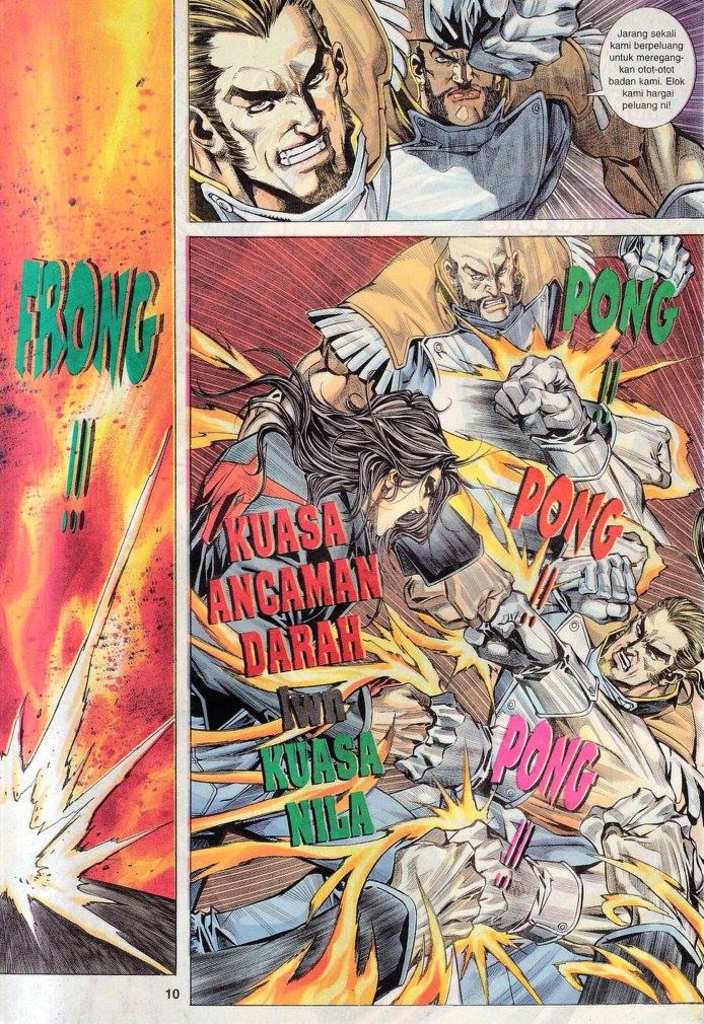 Jarang sekali
kami berpeluang
untuk meregang-
kan otot-otot
badan kami. Elok
kami hargai
peluang ni!
FRONG
!!!
PONG
!!
PONG
!!
KUASA
ANCAMAN
DARAH
lwn
KUASA
NILA
PONG
!!!
10